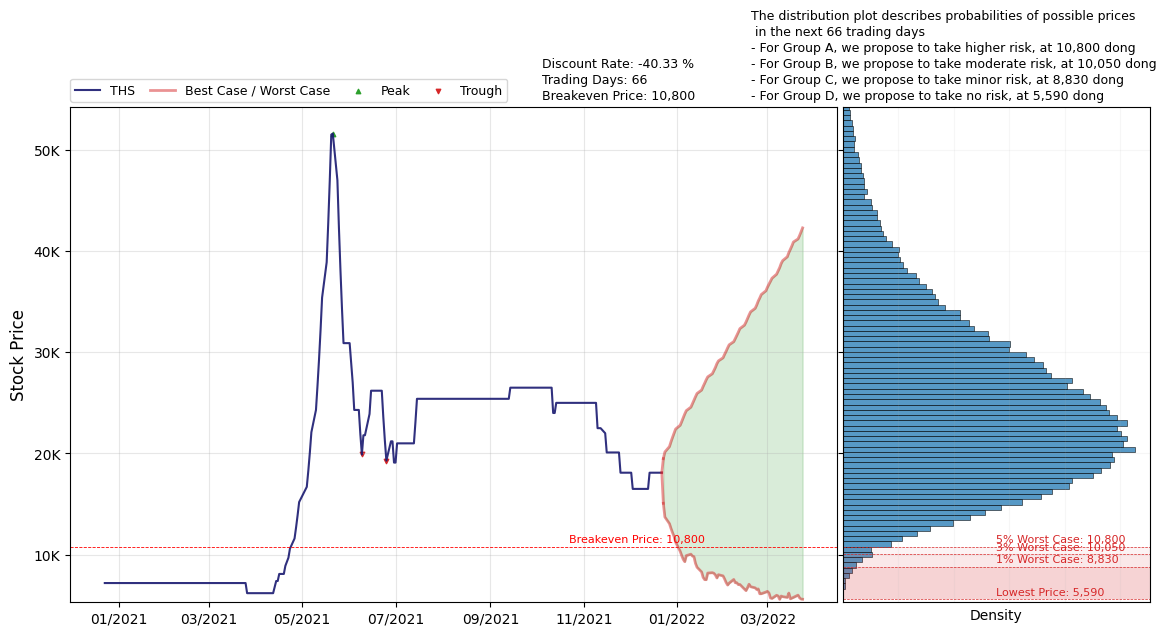 The distribution plot describes probabilities of possible prices
in the next 66 trading days
- For Group A, we propose to take higher risk, at 10,800 dong
- For Group B, we propose to take moderate risk, at 10,050 dong
- For Group C, we propose to take minor risk, at 8,830 dong
- For Group D, we propose to take no risk, at 5,590 dong
Discount Rate: -40.33 %
Trading Days: 66
Breakeven Price: 10,800
THS Best Case / Worst Case Peak Trough
Stock Price
50K
40K
30K
20K
10K
Breakeven Price: 10,800
5% Worst Case: 10,800
3% Worst Case: 10,050
1% Worst Case: 8,830
Lowest Price: 5,590
01/2021 03/2021 05/2021 07/2021 09/2021 11/2021 01/2022 03/2022
Density